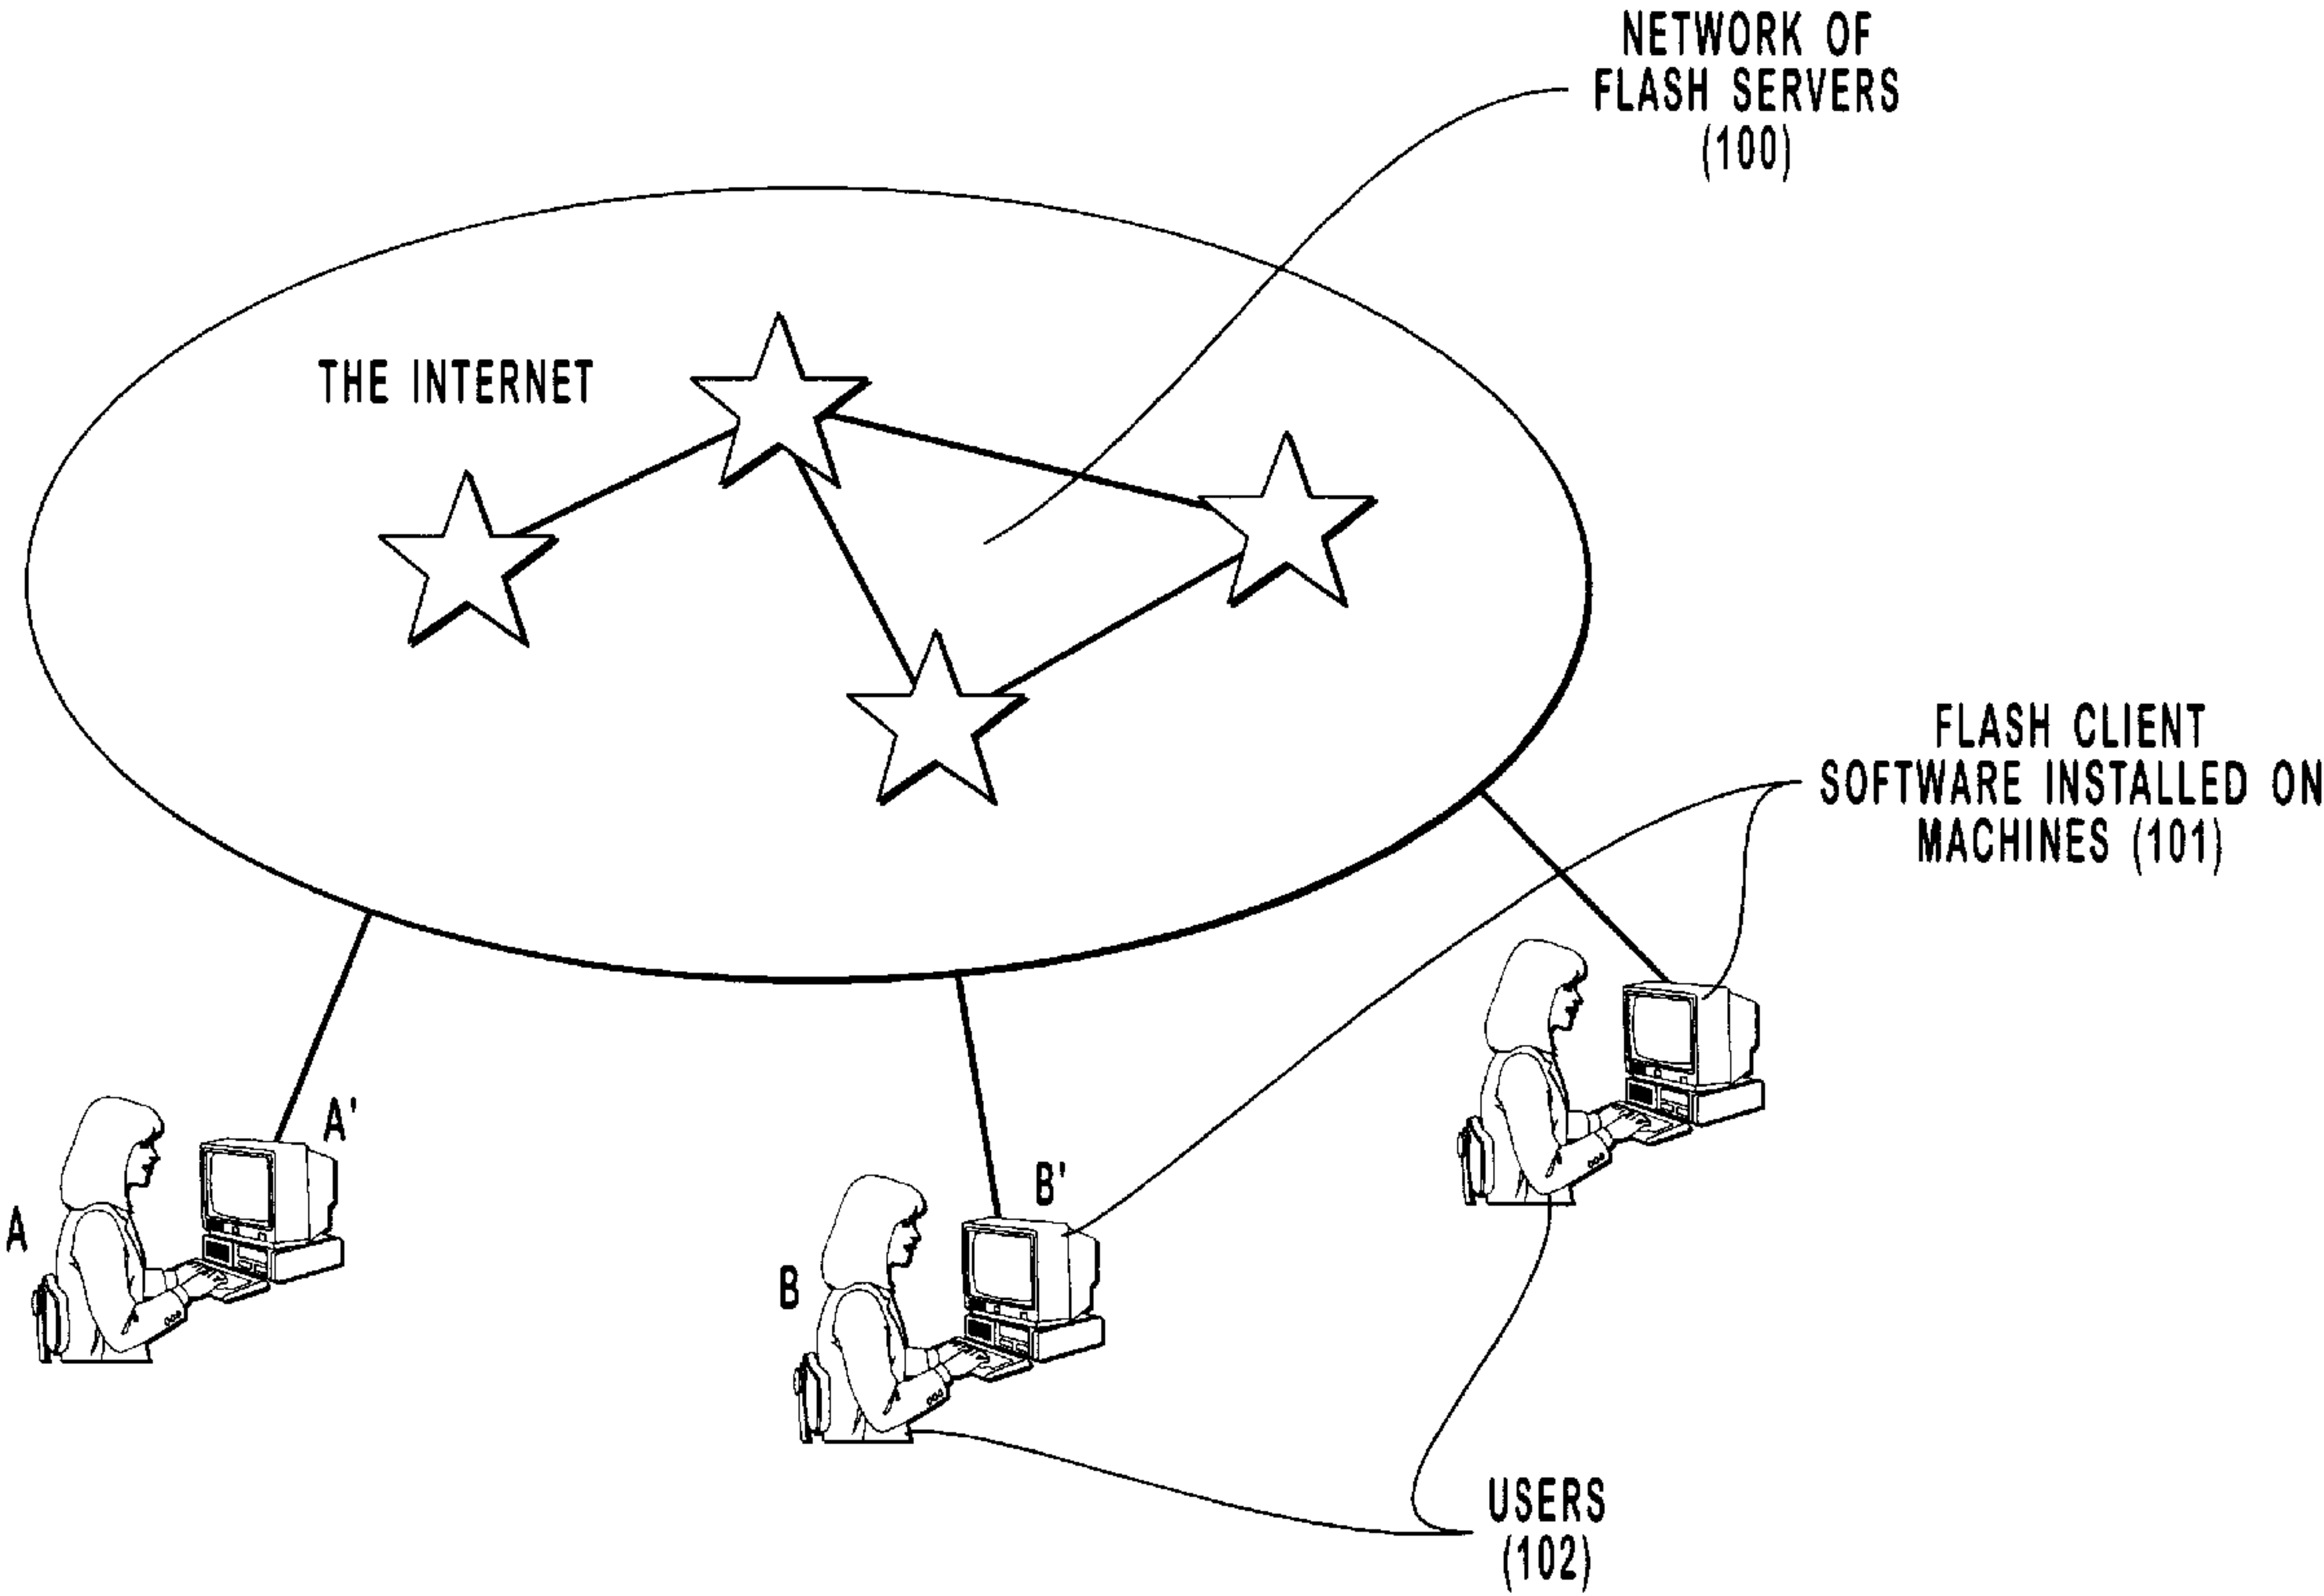 NETWORK OF
FLASH SERVERS
(100)
THE INTERNET
FLASH CLIENT
SOFTWARE INSTALLED ON
MACHINES (101)
A'
B'
A
B
USERS
(102)